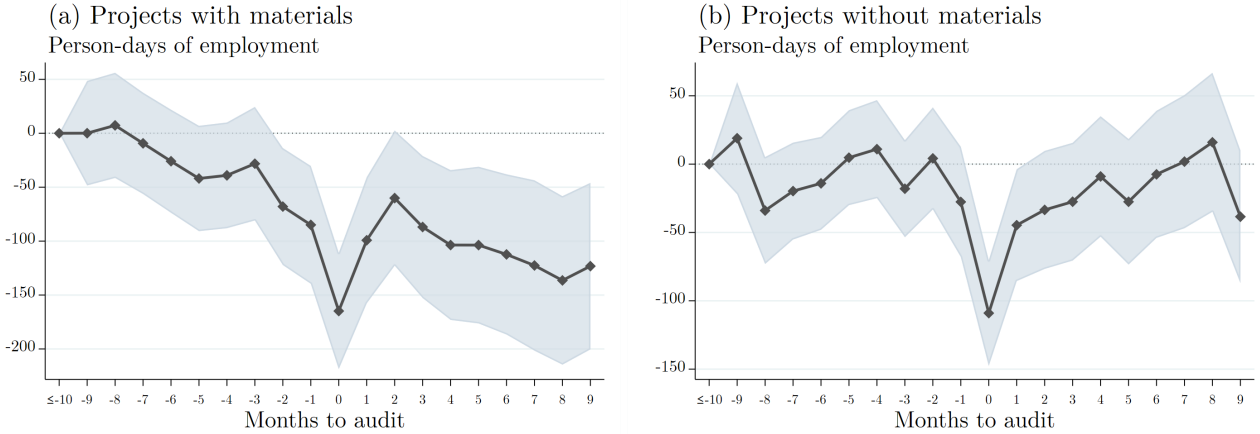 (a) Projects with materials
Person-days of employment
50
0
-50
-100
-150
-200
≤-10 -9 -8 -7 -6 -5 -4 -3 -2 -1 0 1 2 3 4 5 6 7 8 9
Months to audit
(b) Projects without materials
Person-days of employment
50
0
-50
-100
-150
≤-10 -9 -8 -7 -6 -5 -4 -3 -2 -1 0 1 2 3 4 5 6 7 8 9
Months to audit